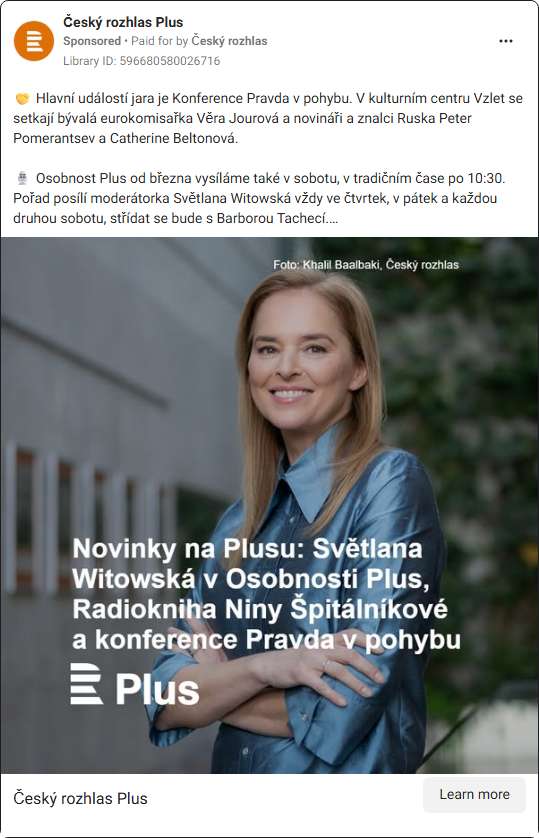 Český rozhlas Plus
Sponsored • Paid for by Český rozhlas
Library ID: 596680580026716
🤝 Hlavní událostí jara je Konference Pravda v pohybu. V kulturním centru Vzlet se
setkají bývalá eurokomisařka Věra Jourová a novináři a znalci Ruska Peter
Pomerantsev a Catherine Beltonová.
🎙️ Osobnost Plus od března vysíláme také v sobotu, v tradičním čase po 10:30.
Pořad posílí moderátorka Světlana Witowská vždy ve čtvrtek, v pátek a každou
druhou sobotu, střídat se bude s Barborou Tachecí....
Foto: Khalil Baalbaki, Český rozhlas
Novinky na Plusu: Světlana
Witowská v Osobnosti Plus,
Radiokniha Niny Špitálníkové
a konference Pravda v pohybu
Plus
Český rozhlas Plus
Learn more